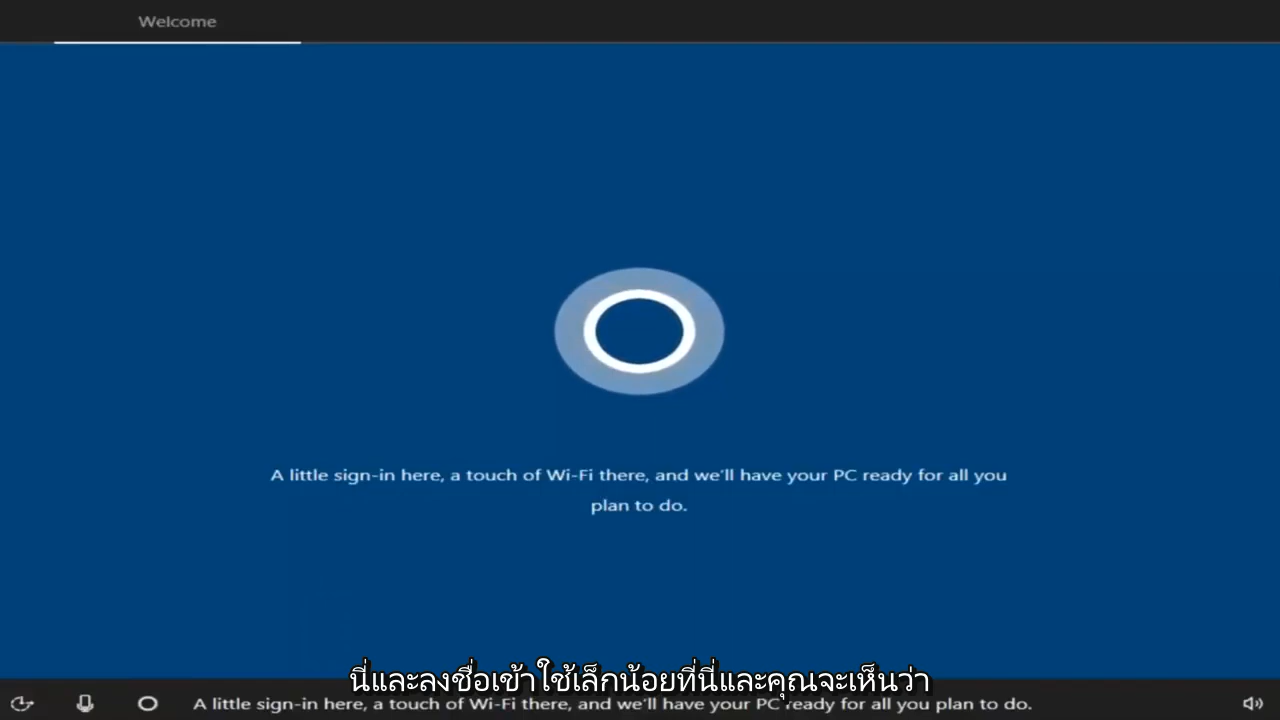 Welcome
A little sign-in here, a touch of Wi-Fi there, and we'll have your PC ready for all you
plan to do.
นี่และลงชื่อเข้าใช้เล็กน้อยที่นี่และคุณจะเห็นว่า
A little sign-in here, a touch of Wi-Fi there, and we'll have your PC ready for all you plan to do.